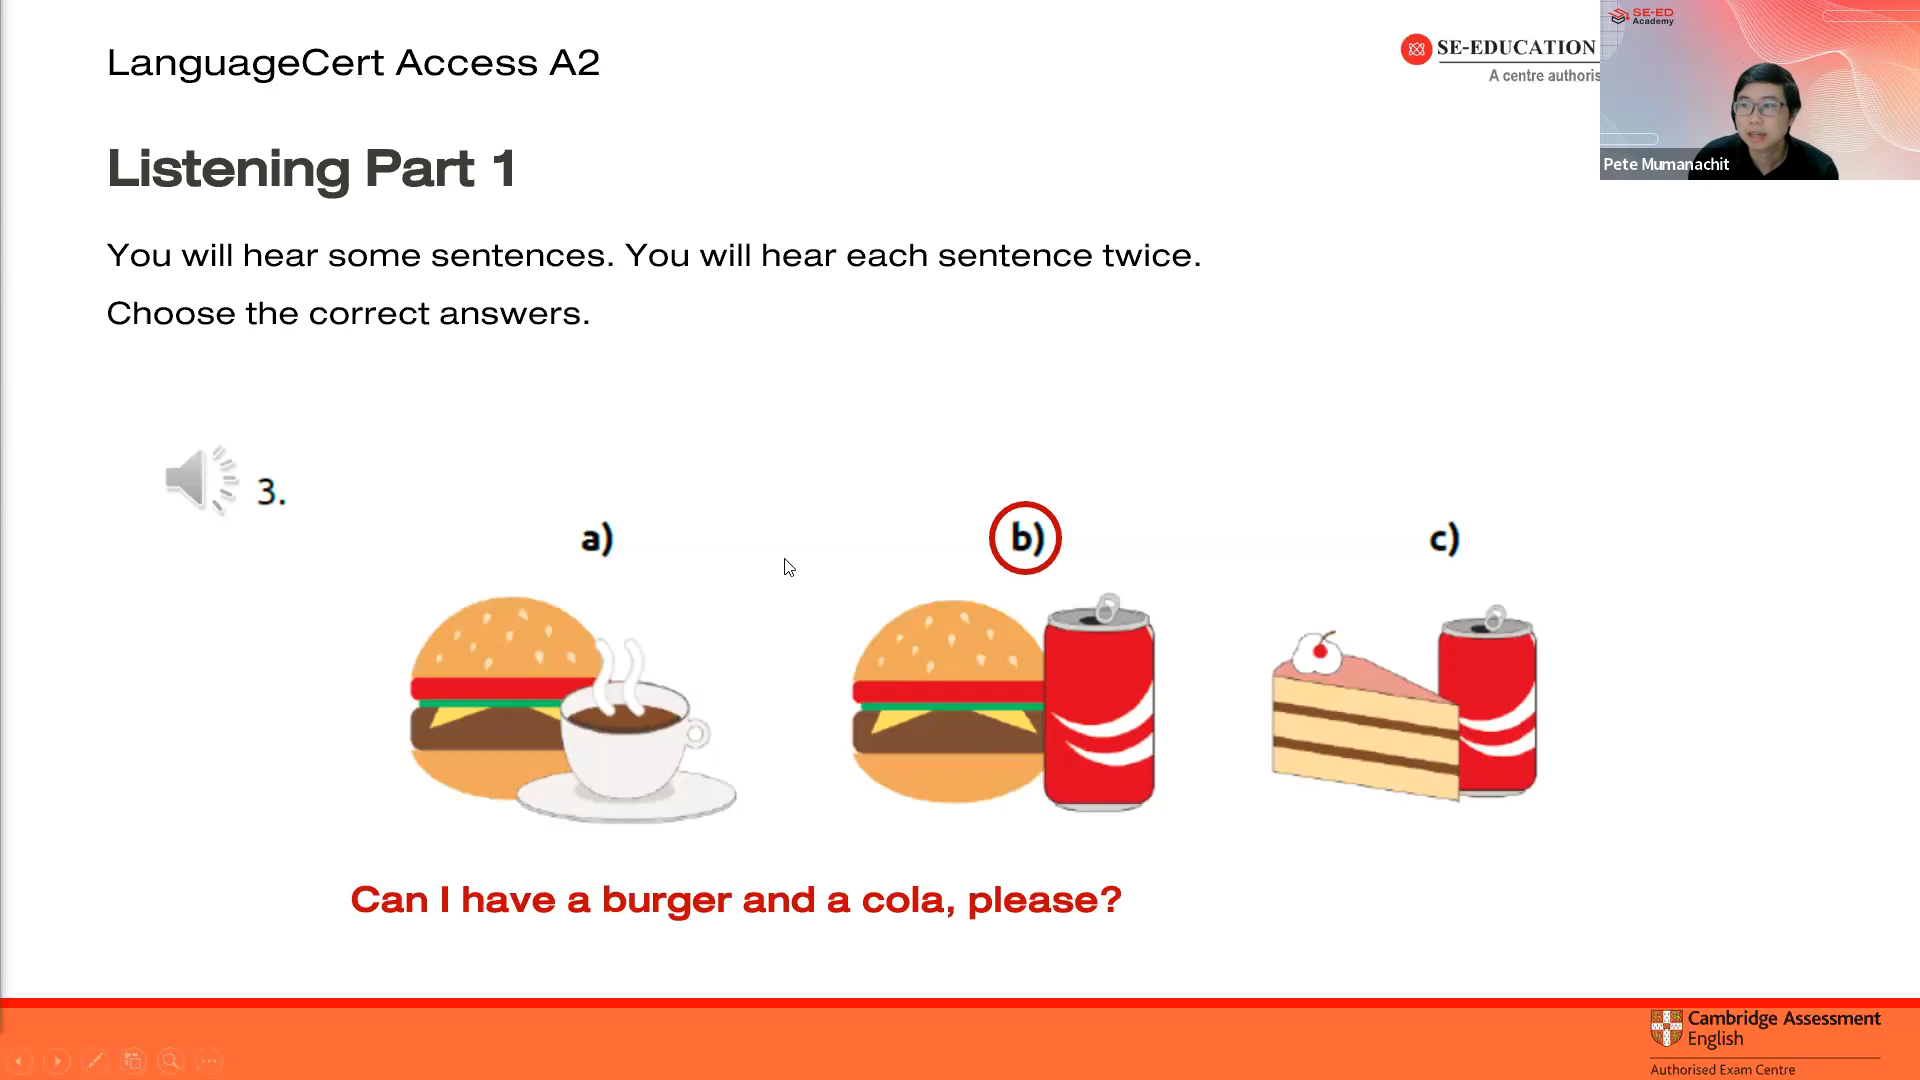 LanguageCert Access A2
SE-EDUCATION
A centre authoris
SE-ED
Academy
Pete Mumanachit
Listening Part 1
You will hear some sentences. You will hear each sentence twice.
Choose the correct answers.
3.
a)
b)
c)
Can I have a burger and a cola, please?
Cambridge Assessment
English
Authorised Exam Centre